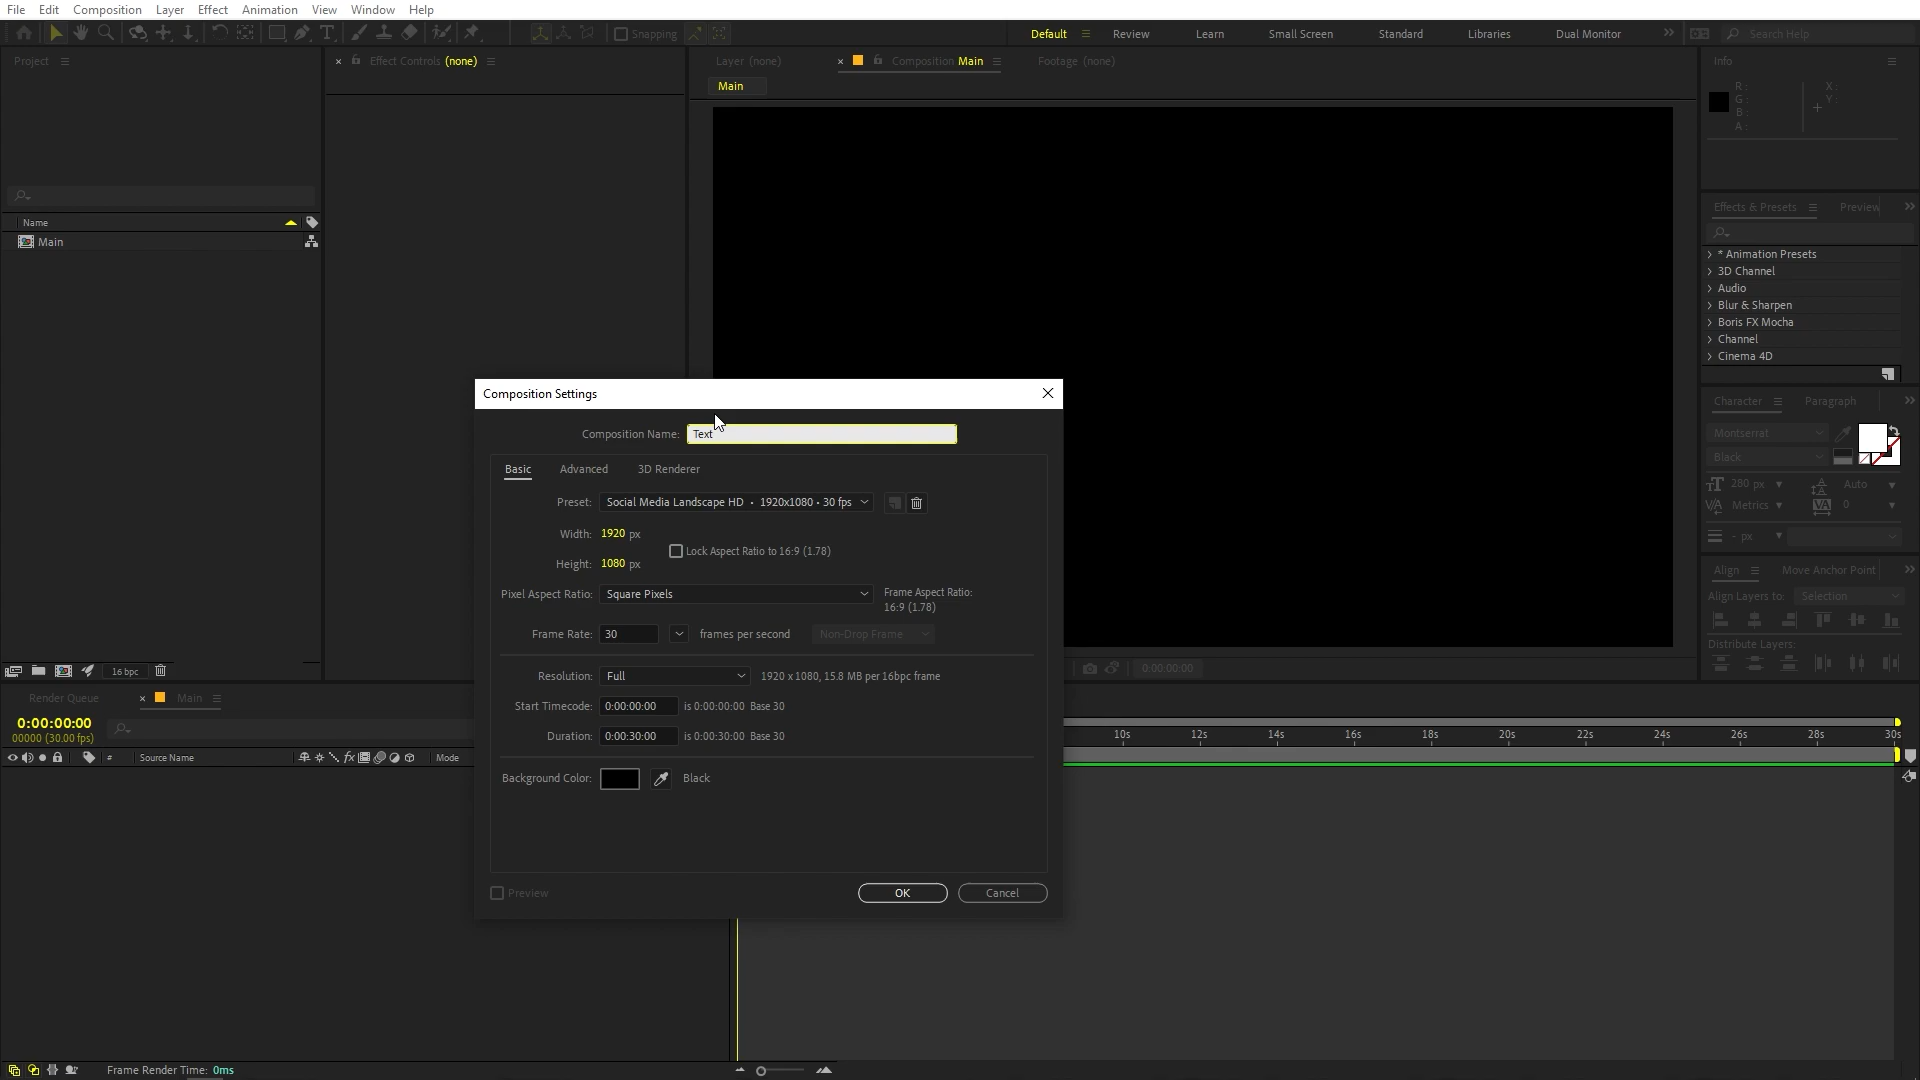 File Edit Composition Layer Effect Animation View Window Help
Snapping Default Review Learn Small Screen Standard Libraries Dual Monitor Search Help
Project
Effect Controls (none)
Layer (none) Composition Main Footage (none)
Main
Info
R: X:
G: Y:
B:
A:
Name
Main
Effects & Presets Preview
* Animation Presets
3D Channel
Audio
Blur & Sharpen
Boris FX Mocha
Channel
Cinema 4D
Character Paragraph
Montserrat
Black
280 px Auto
Metrics 0
- px
Align Move Anchor Point
Align Layers to: Selection
Distribute Layers:
Composition Settings
Composition Name: Text
Basic Advanced 3D Renderer
Preset: Social Media Landscape HD • 1920x1080 • 30 fps
Width: 1920 px
Lock Aspect Ratio to 16:9 (1.78)
Height: 1080 px
Pixel Aspect Ratio: Square Pixels Frame Aspect Ratio:
16:9 (1.78)
Frame Rate: 30 frames per second Non-Drop Frame
Resolution: Full 1920 x 1080, 15.8 MB per 16bpc frame
Start Timecode: 0:00:00:00 is 0:00:00:00 Base 30
Duration: 0:00:30:00 is 0:00:30:00 Base 30
Background Color: Black
Preview OK Cancel
16 bpc
0:00:00:00
Render Queue Main
0:00:00:00
00000 (30.00 fps)
# Source Name fx Mode
10s 12s 14s 16s 18s 20s 22s 24s 26s 28s 30s
Frame Render Time: 0ms